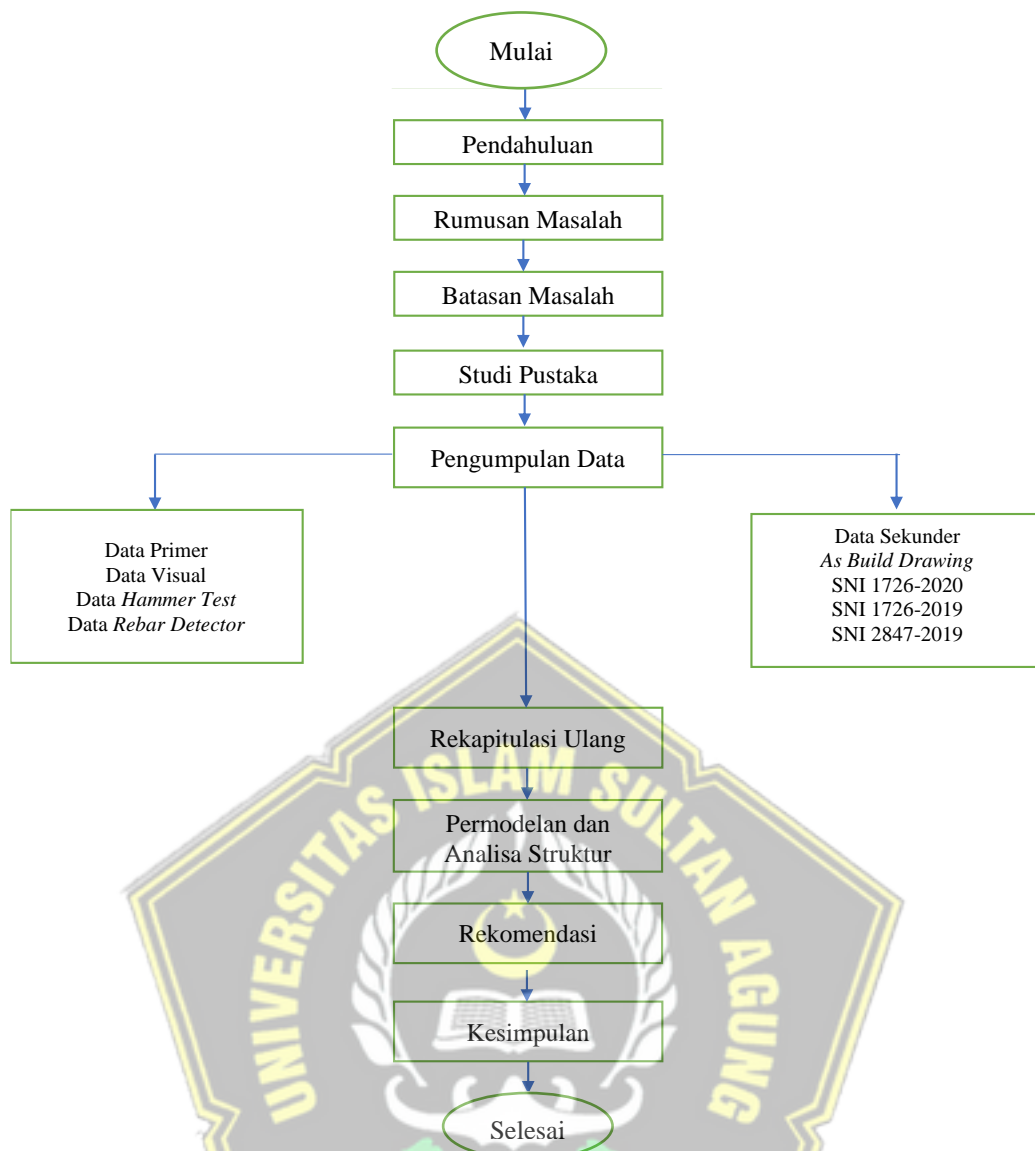 Mulai
Pendahuluan
Rumusan Masalah
Batasan Masalah
Studi Pustaka
Pengumpulan Data
Data Primer
Data Visual
Data Hammer Test
Data Rebar Detector
Data Sekunder
As Build Drawing
SNI 1726-2020
SNI 1726-2019
SNI 2847-2019
Rekapitulasi Ulang
Permodelan dan
Analisa Struktur
Rekomendasi
Kesimpulan
Selesai
UNIVERSITAS ISLAM SULTAN AGUNG